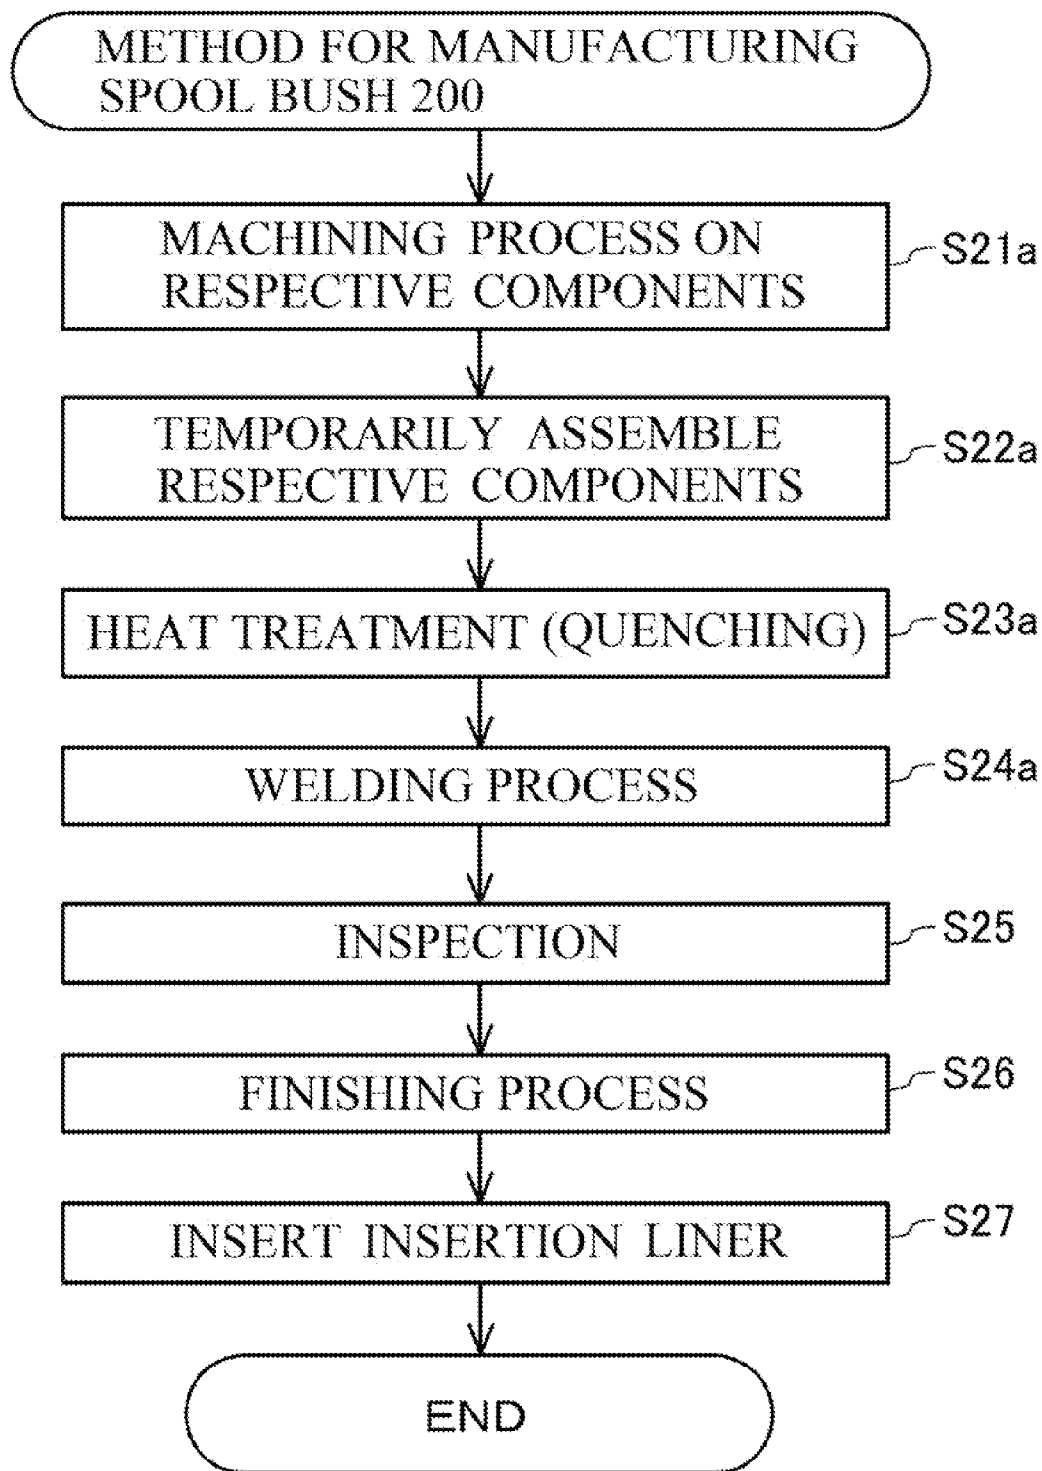 METHOD FOR MANUFACTURING
SPOOL BUSH 200
MACHINING PROCESS ON
RESPECTIVE COMPONENTS
S21a
TEMPORARILY ASSEMBLE
RESPECTIVE COMPONENTS
S22a
HEAT TREATMENT (QUENCHING)
S23a
WELDING PROCESS
S24a
INSPECTION
S25
FINISHING PROCESS
S26
INSERT INSERTION LINER
S27
END